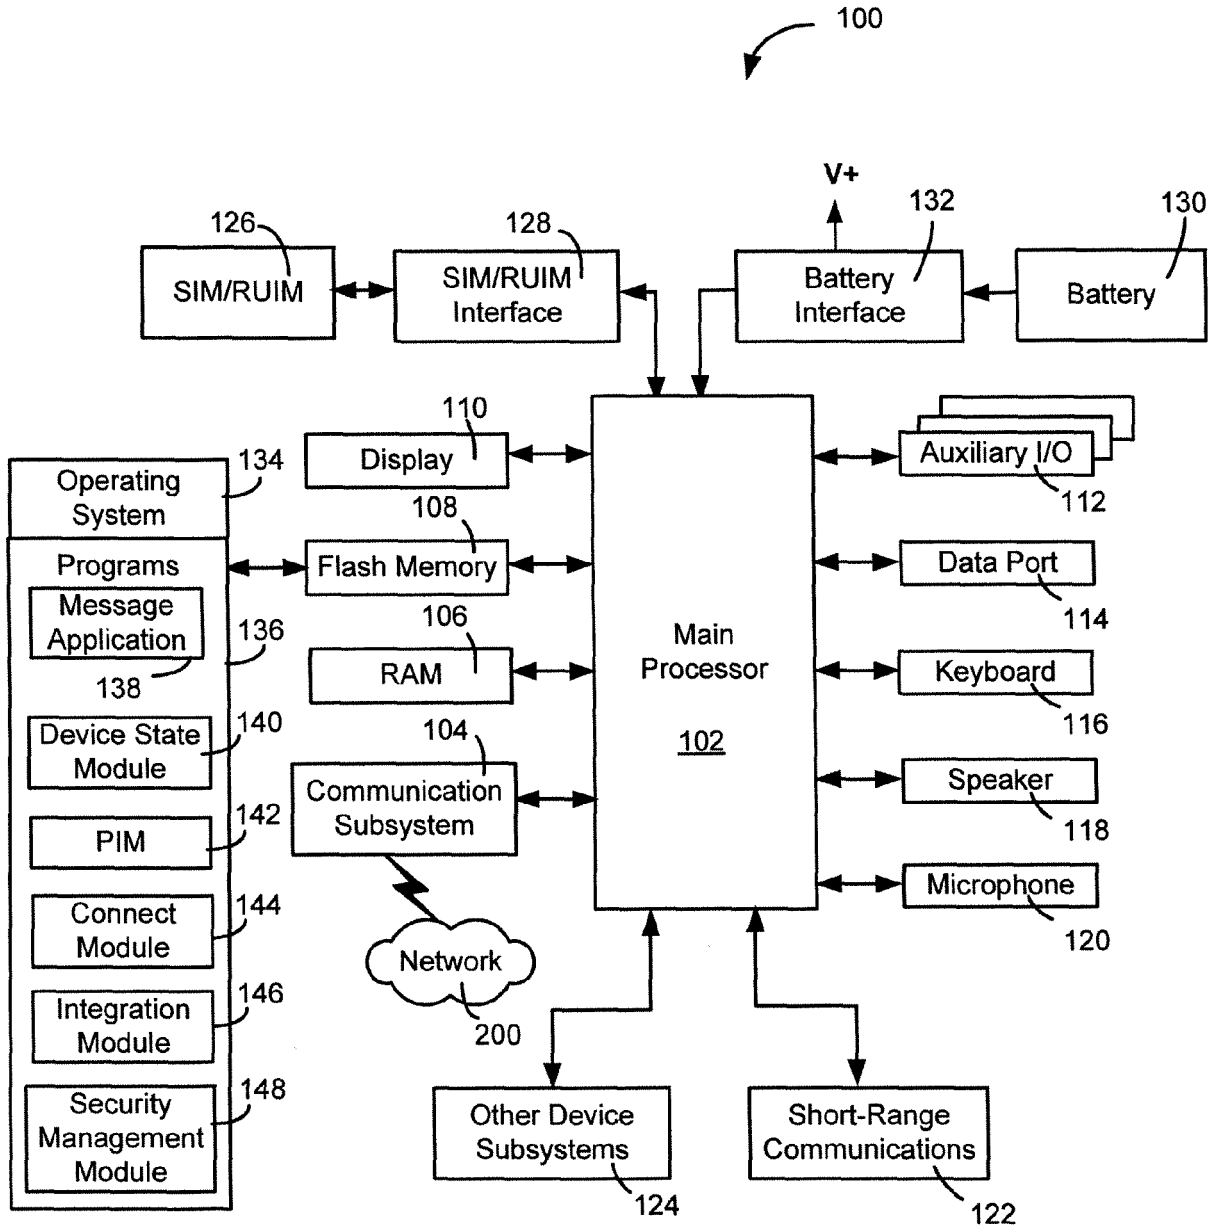 100
V+
126
128
132
130
SIM/RUIM
SIM/RUIM
Interface
Battery
Interface
Battery
110
Display
Auxiliary I/O
112
134
Operating
System
108
Flash Memory
Data Port
114
Programs
Message
Application
138
136
106
RAM
Main
Processor
102
Keyboard
116
140
Device State
Module
104
Communication
Subsystem
Speaker
118
142
PIM
Microphone
120
144
Connect
Module
Network
200
146
Integration
Module
148
Security
Management
Module
Other Device
Subsystems
124
Short-Range
Communications
122